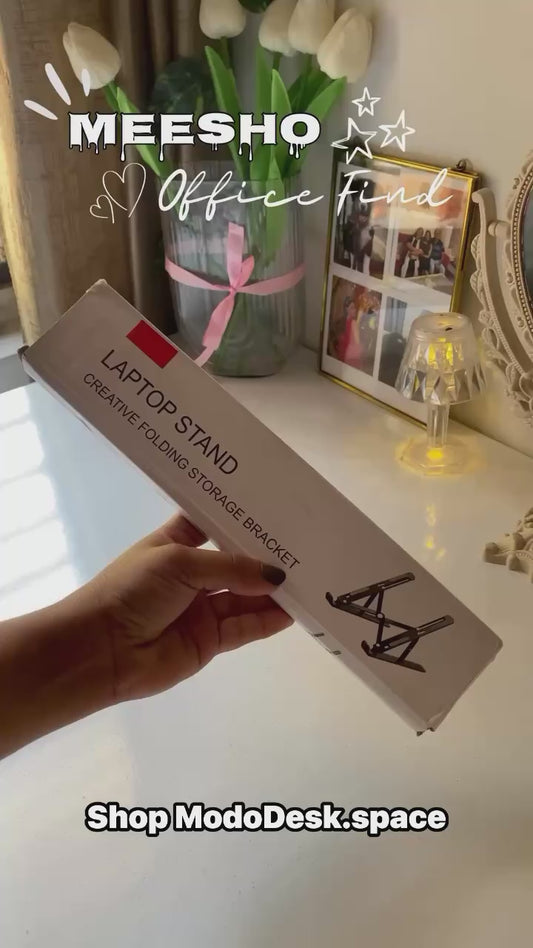 MEESHO
Office Find
LAPTOP STAND
CREATIVE FOLDING STORAGE BRACKET
Shop ModoDesk.space